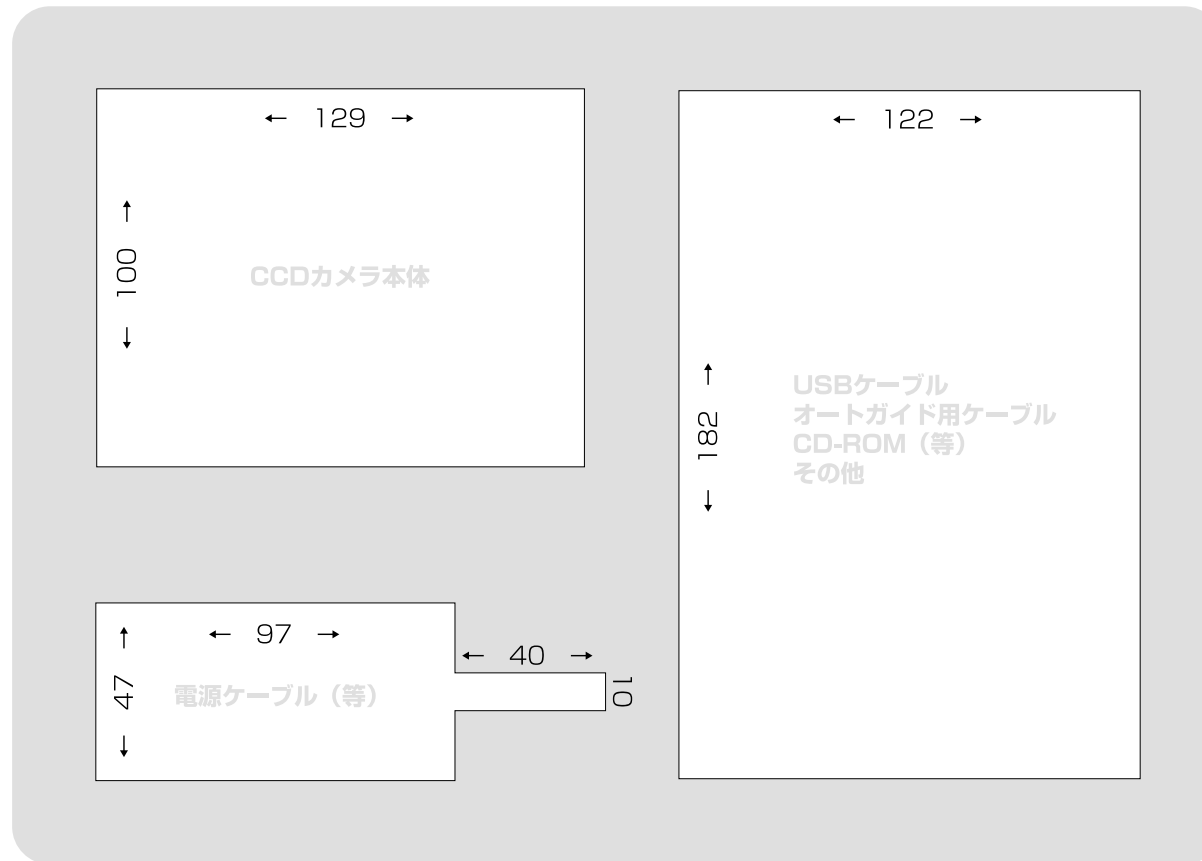 ← 129 →
← 100 →
CCDカメラ本体
← 122 →
← 182 →
USBケーブル
オートガイド用ケーブル
CD-ROM（等）
その他
← 97 →
← 47 →
電源ケーブル（等）
← 40 →
10